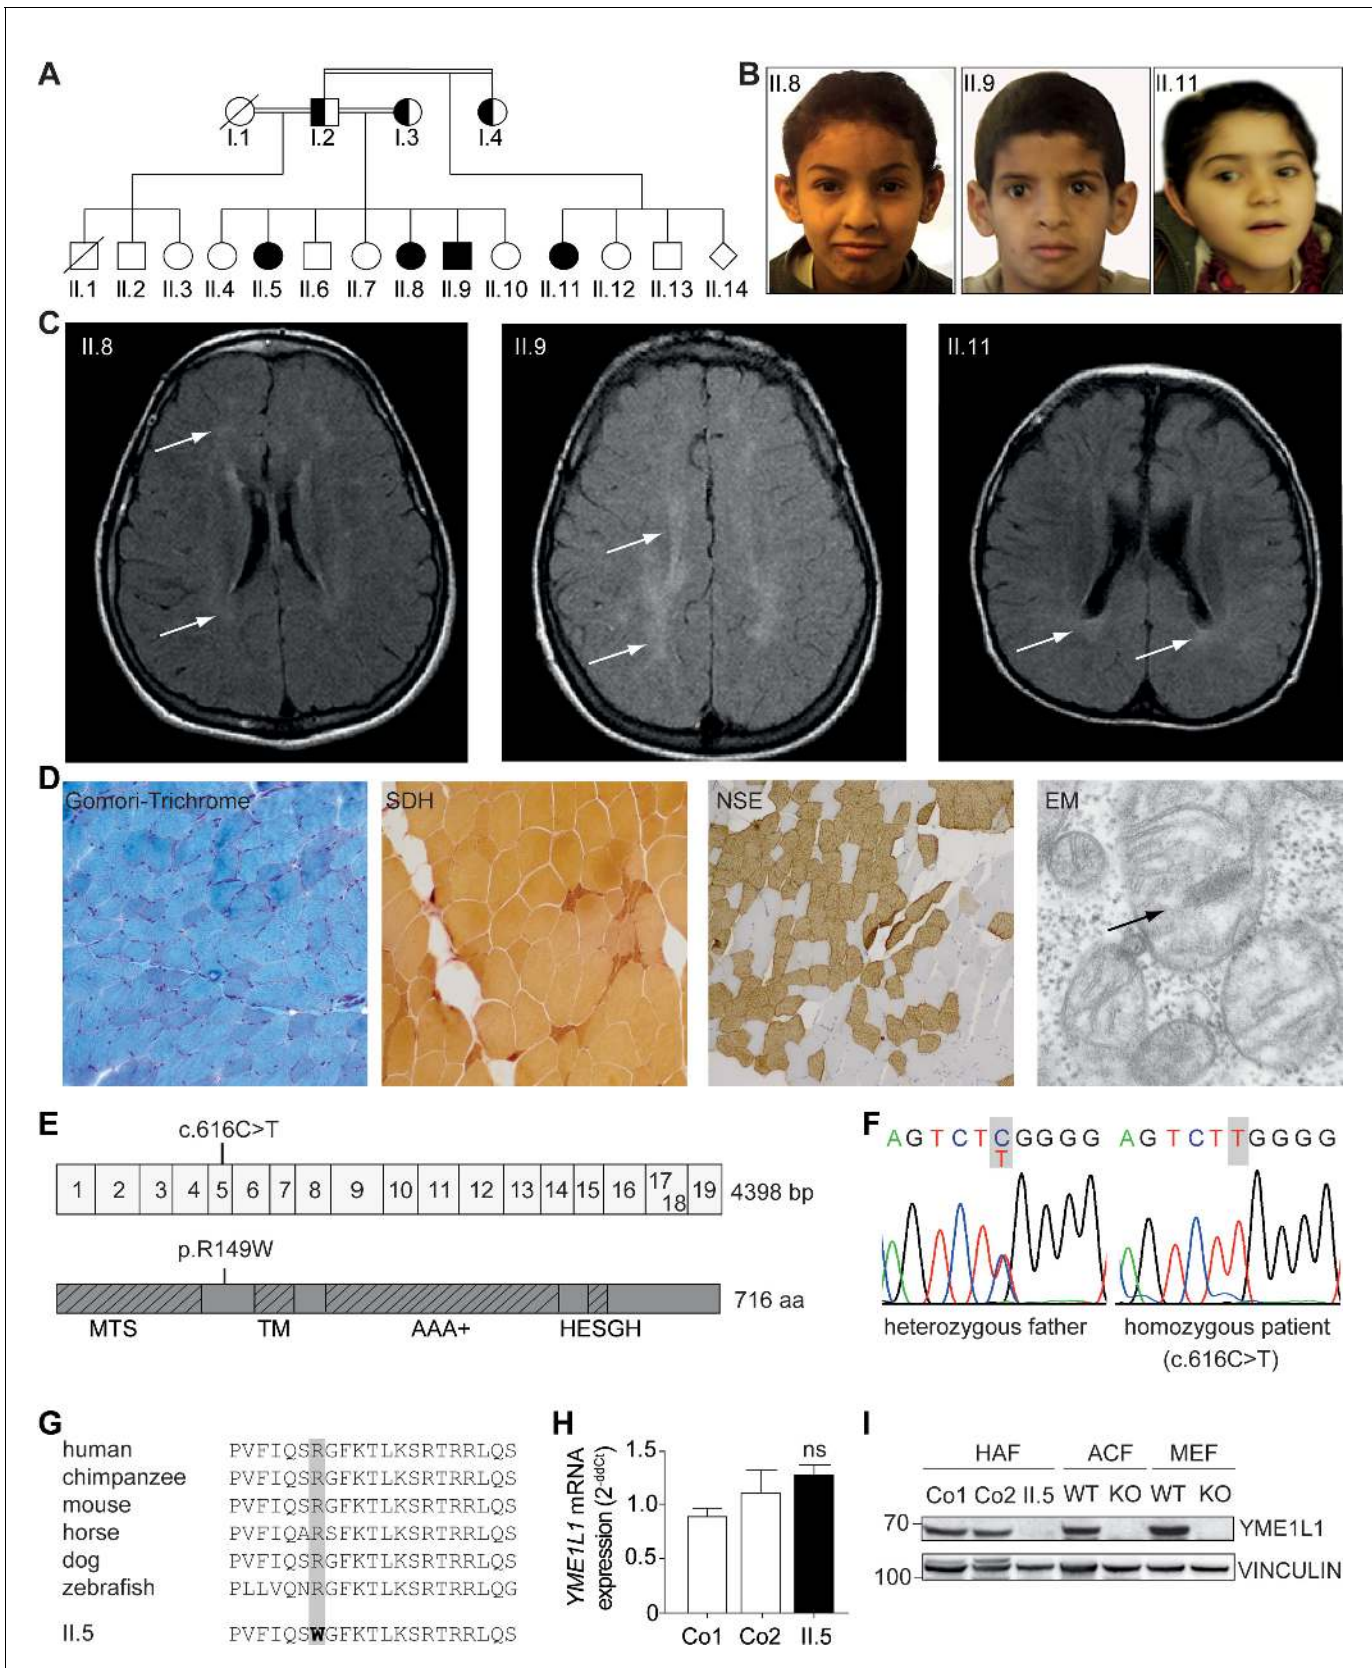 A
I.1 I.2 I.3 I.4
II.1 II.2 II.3 II.4 II.5 II.6 II.7 II.8 II.9 II.10 II.11 II.12 II.13 II.14
B
II.8 II.9 II.11
C
II.8 II.9 II.11
D
Gomori-Trichrome SDH NSE EM
E
c.616C>T
1 2 3 4 5 6 7 8 9 10 11 12 13 14 15 16 17 18 19 4398 bp
p.R149W
716 aa
MTS TM AAA+ HESGH
F
A G T C T C G G G G
T
A G T C T T G G G G
heterozygous father
homozygous patient
(c.616C>T)
G
human PVFIQSRGFKTLKSRTRRLQS
chimpanzee PVFIQSRGFKTLKSRTRRLQS
mouse PVFIQSRGFKTLKSRTRRLQS
horse PVFIQARSFKTLKSRTRRLQS
dog PVFIQSRGFKTLKSRTRRLQS
zebrafish PLLVQNRGFKTLKSRTRRLQG
II.5 PVFIQSWGFKTLKSRTRRLQS
H
YME1L1 mRNA
expression (2^-ddCt)
1.5
1.0
0.5
0
ns
Co1 Co2 II.5
I
HAF ACF MEF
Co1 Co2 II.5 WT KO WT KO
70 YME1L1
100 VINCULIN